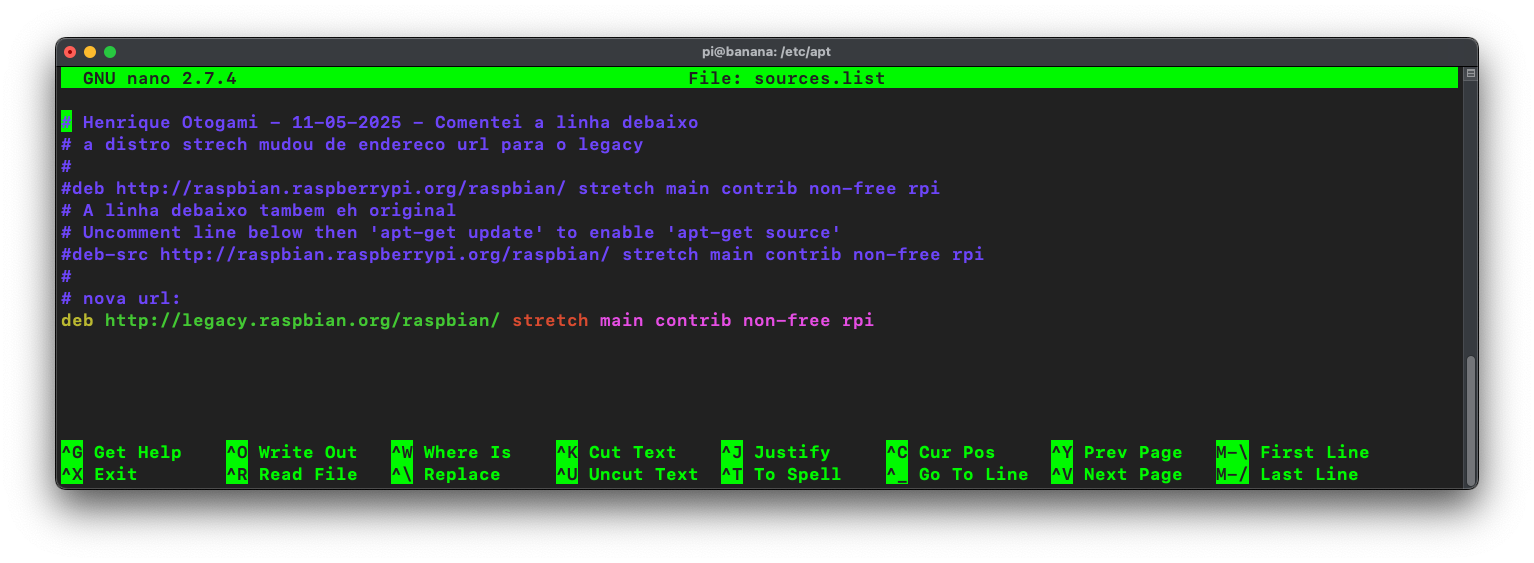 pi@banana: /etc/apt
GNU nano 2.7.4 File: sources.list
# Henrique Otogami - 11-05-2025 - Comentei a linha debaixo
# a distro strech mudou de endereco url para o legacy
#
#deb http://raspbian.raspberrypi.org/raspbian/ stretch main contrib non-free rpi
# A linha debaixo tambem eh original
# Uncomment line below then 'apt-get update' to enable 'apt-get source'
#deb-src http://raspbian.raspberrypi.org/raspbian/ stretch main contrib non-free rpi
#
# nova url:
deb http://legacy.raspbian.org/raspbian/ stretch main contrib non-free rpi
^G Get Help ^O Write Out ^W Where Is ^K Cut Text ^J Justify ^C Cur Pos ^Y Prev Page M-\ First Line
^X Exit ^R Read File ^\ Replace ^U Uncut Text ^T To Spell ^_ Go To Line ^V Next Page M-/ Last Line